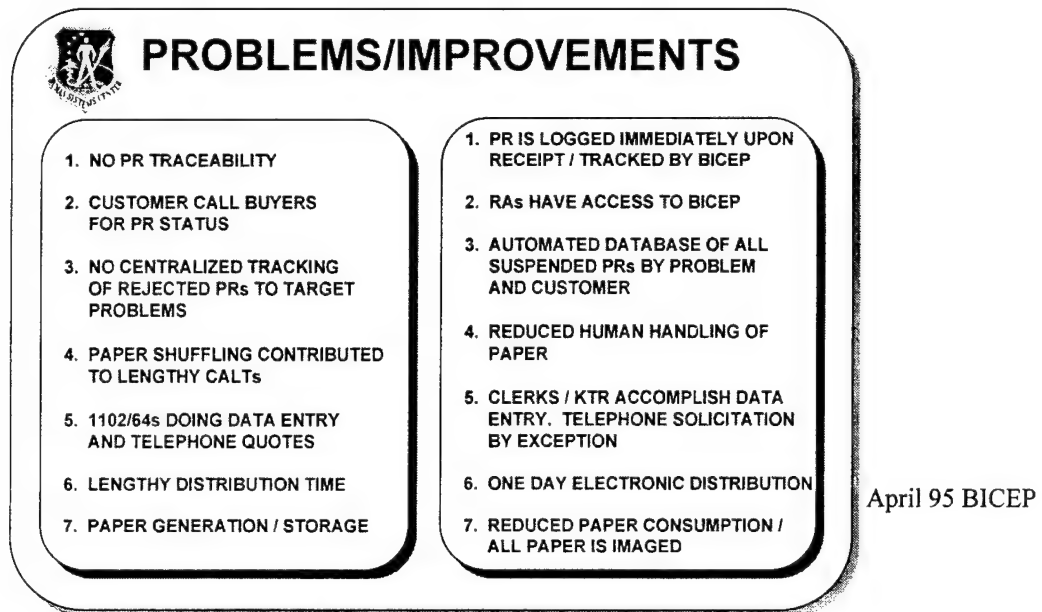 PROBLEMS/IMPROVEMENTS
HUMAN SYSTEMS CENTER
1. NO PR TRACEABILITY
2. CUSTOMER CALL BUYERS
FOR PR STATUS
3. NO CENTRALIZED TRACKING
OF REJECTED PRs TO TARGET
PROBLEMS
4. PAPER SHUFFLING CONTRIBUTED
TO LENGTHY CALTs
5. 1102/64s DOING DATA ENTRY
AND TELEPHONE QUOTES
6. LENGTHY DISTRIBUTION TIME
7. PAPER GENERATION / STORAGE
1. PR IS LOGGED IMMEDIATELY UPON
RECEIPT / TRACKED BY BICEP
2. RAs HAVE ACCESS TO BICEP
3. AUTOMATED DATABASE OF ALL
SUSPENDED PRs BY PROBLEM
AND CUSTOMER
4. REDUCED HUMAN HANDLING OF
PAPER
5. CLERKS / KTR ACCOMPLISH DATA
ENTRY. TELEPHONE SOLICITATION
BY EXCEPTION
6. ONE DAY ELECTRONIC DISTRIBUTION
7. REDUCED PAPER CONSUMPTION /
ALL PAPER IS IMAGED
April 95 BICEP